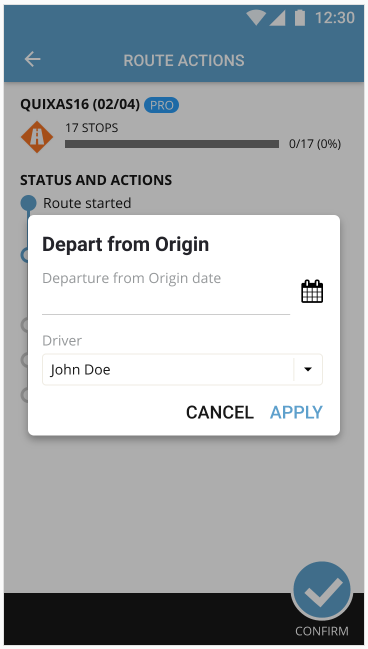 12:30
ROUTE ACTIONS
QUIXAS16 (02/04) PRO
17 STOPS
0/17 (0%)
STATUS AND ACTIONS
Route started
Depart from Origin
Departure from Origin date
Driver
John Doe
CANCEL APPLY
CONFIRM